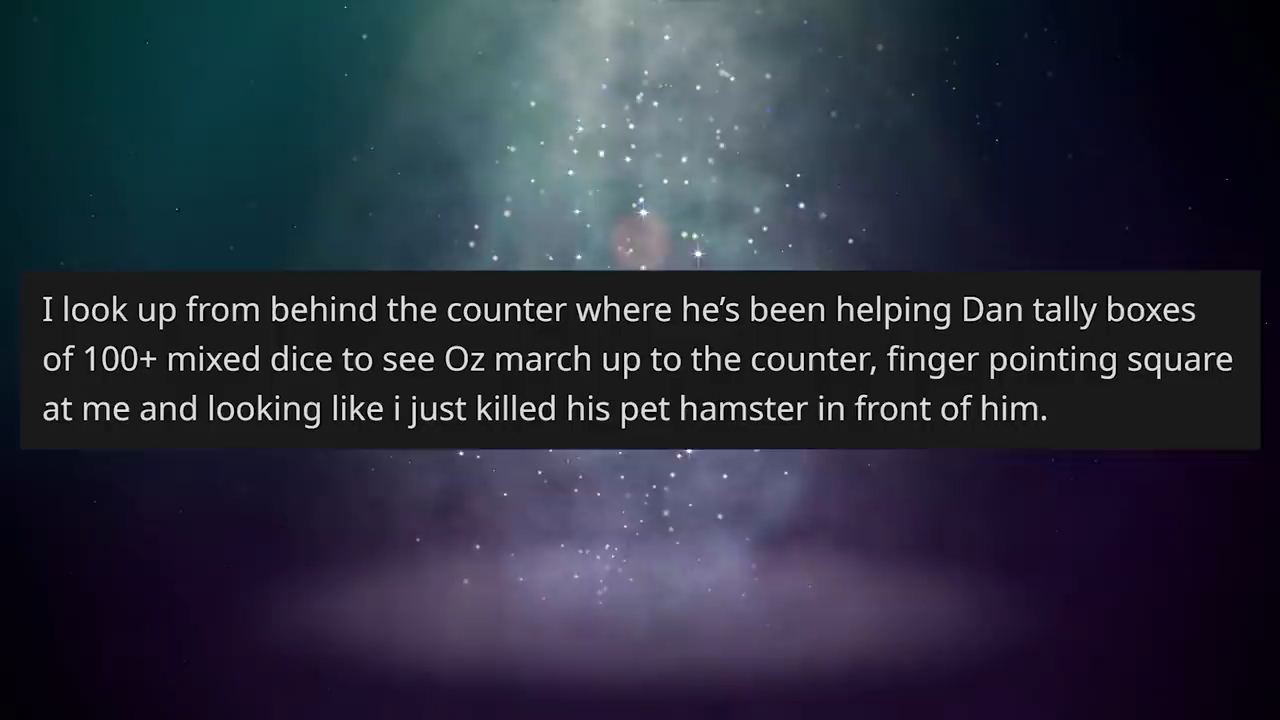 I look up from behind the counter where he’s been helping Dan tally boxes
of 100+ mixed dice to see Oz march up to the counter, finger pointing square
at me and looking like i just killed his pet hamster in front of him.